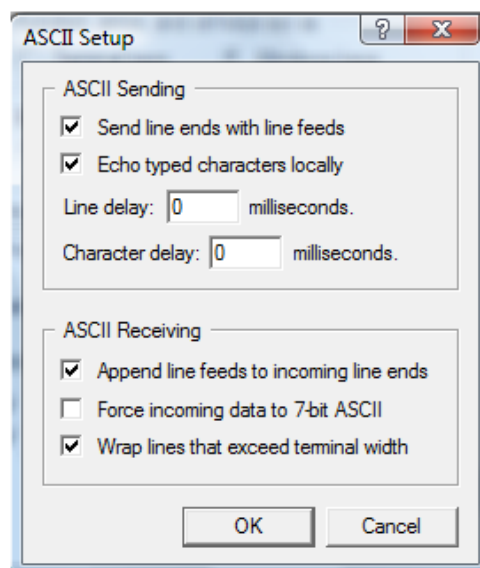 ASCII Setup
ASCII Sending
Send line ends with line feeds
Echo typed characters locally
Line delay: 0 milliseconds.
Character delay: 0 milliseconds.
ASCII Receiving
Append line feeds to incoming line ends
Force incoming data to 7-bit ASCII
Wrap lines that exceed terminal width
OK Cancel